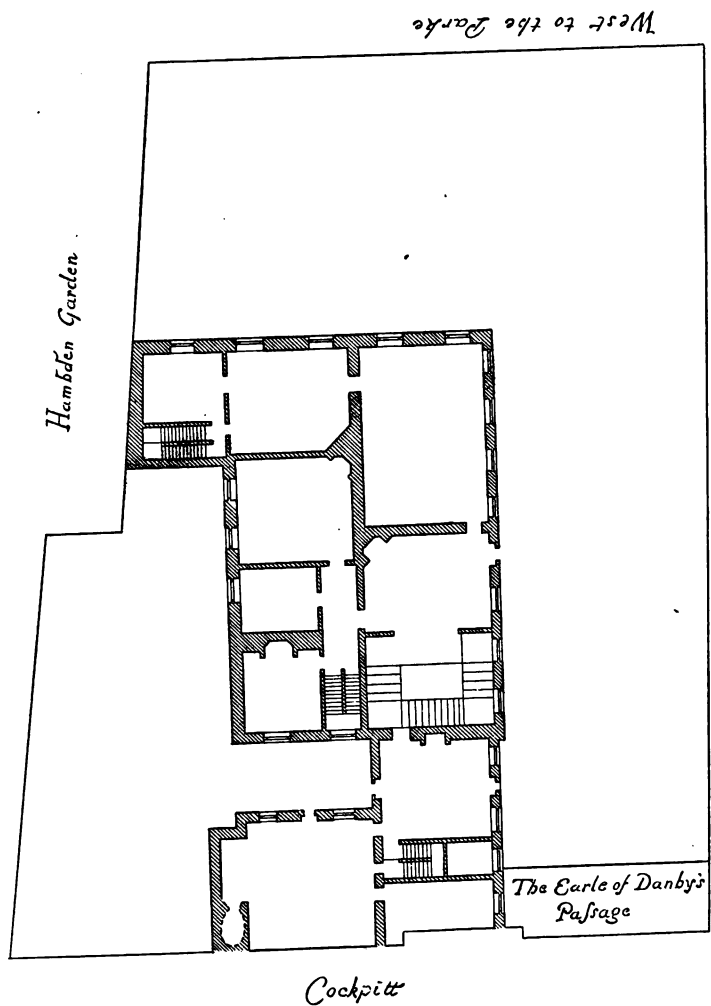 West to the Parke
Hambden Garden
The Earle of Danby's
Paſsage
Cockpitt